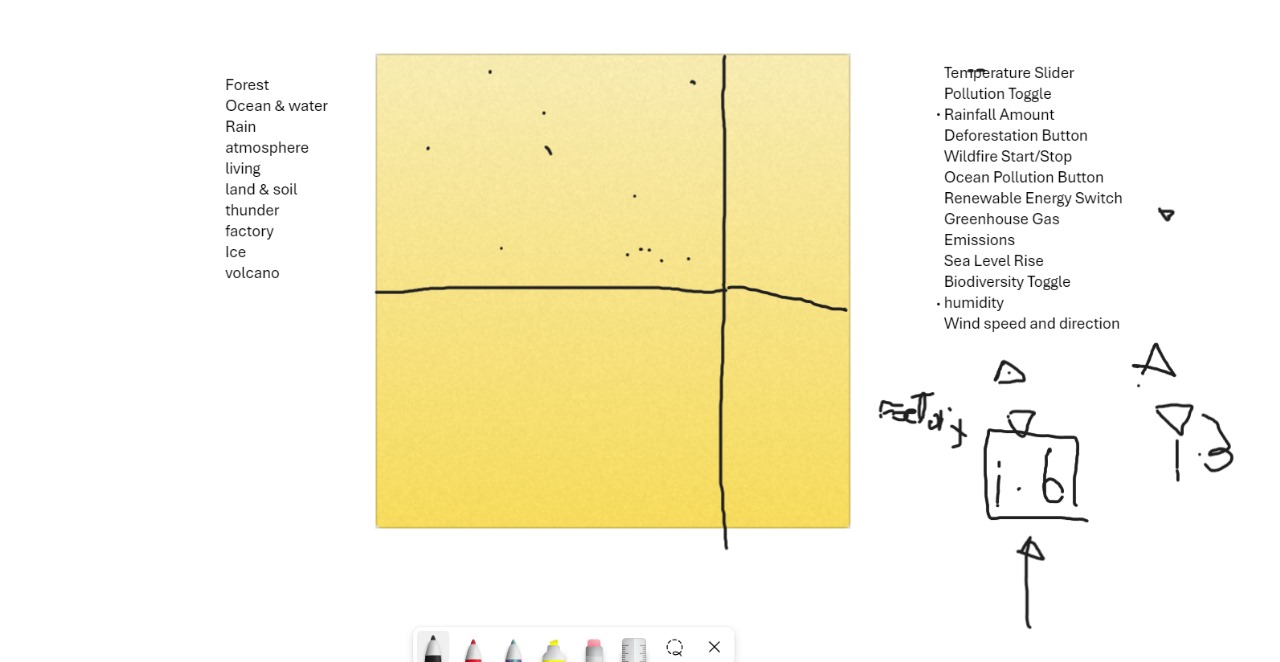 Forest
Ocean & water
Rain
atmosphere
living
land & soil
thunder
factory
Ice
volcano
Temperature Slider
Pollution Toggle
Rainfall Amount
Deforestation Button
Wildfire Start/Stop
Ocean Pollution Button
Renewable Energy Switch
Greenhouse Gas
Emissions
Sea Level Rise
Biodiversity Toggle
humidity
Wind speed and direction
1.6
1.3